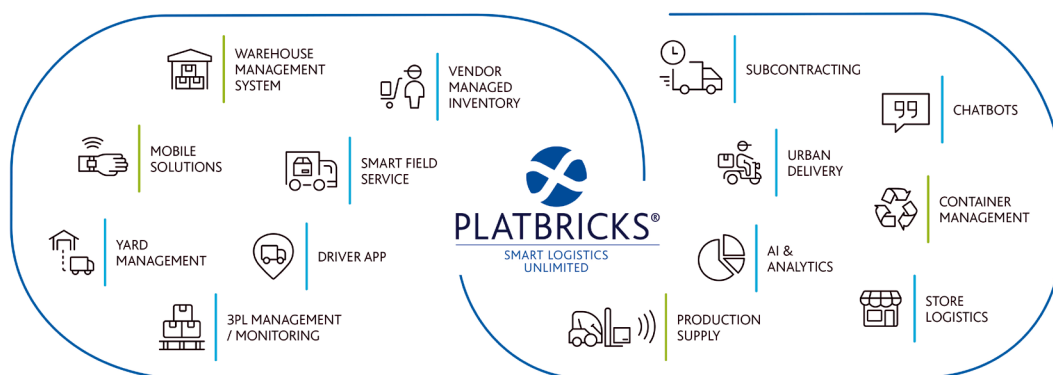 WAREHOUSE
MANAGEMENT
SYSTEM
VENDOR
MANAGED
INVENTORY
MOBILE
SOLUTIONS
SMART FIELD
SERVICE
YARD
MANAGEMENT
DRIVER APP
3PL MANAGEMENT
/ MONITORING
PLATBRICKS®
SMART LOGISTICS
UNLIMITED
SUBCONTRACTING
CHATBOTS
URBAN
DELIVERY
CONTAINER
MANAGEMENT
AI &
ANALYTICS
STORE
LOGISTICS
PRODUCTION
SUPPLY